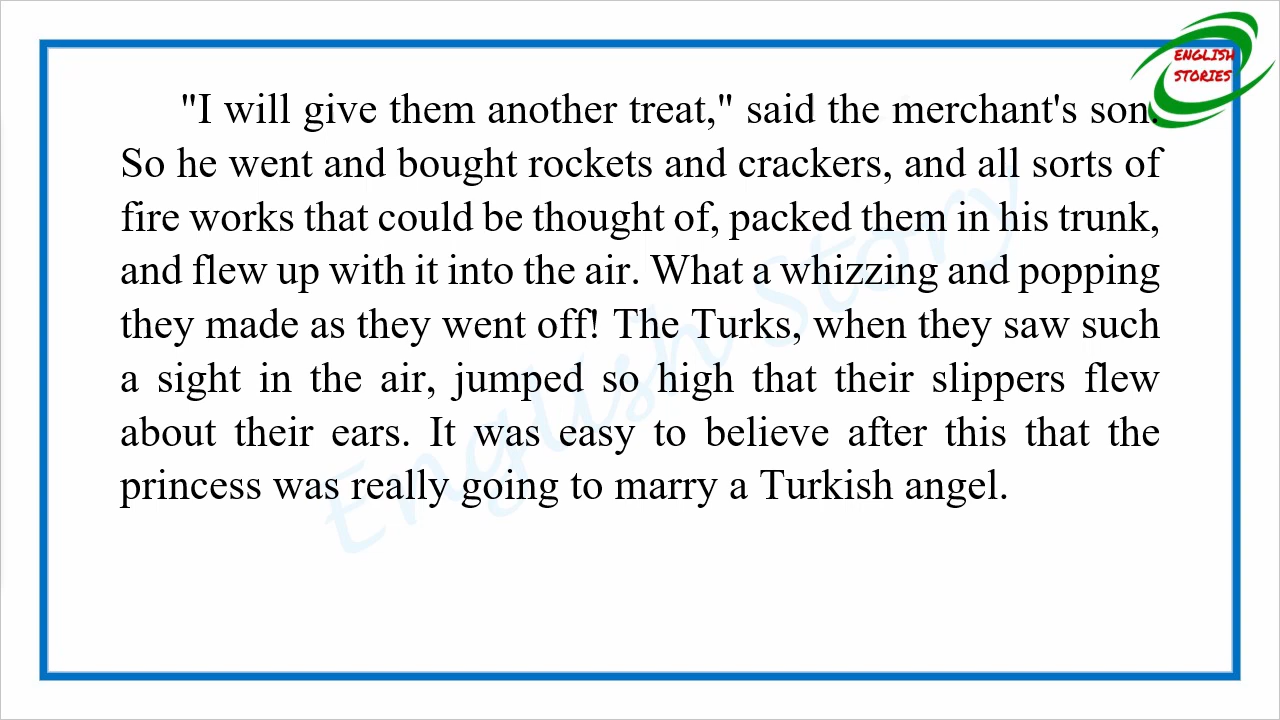 ENGLISH
STORIES
"I will give them another treat," said the merchant's son.
So he went and bought rockets and crackers, and all sorts of
fire works that could be thought of, packed them in his trunk,
and flew up with it into the air. What a whizzing and popping
they made as they went off! The Turks, when they saw such
a sight in the air, jumped so high that their slippers flew
about their ears. It was easy to believe after this that the
princess was really going to marry a Turkish angel.
English Story